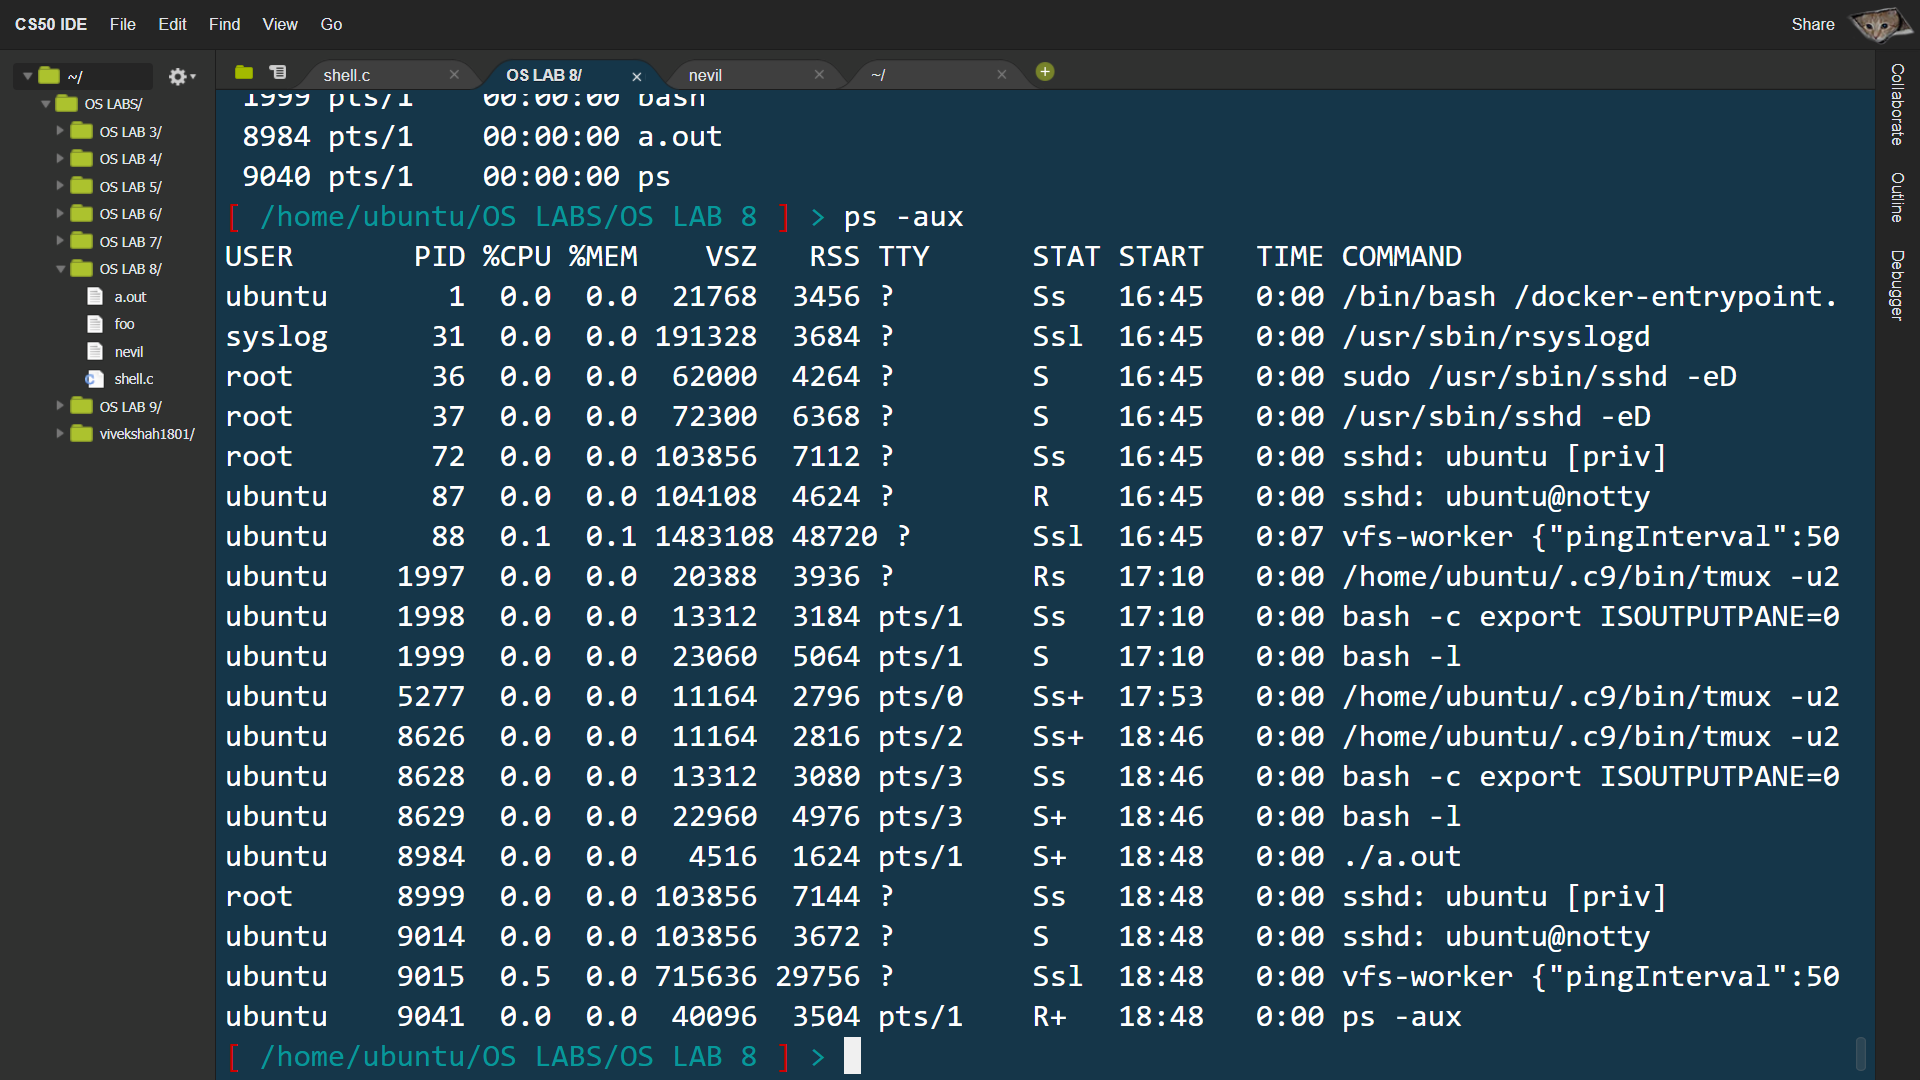 CS50 IDE File Edit Find View Go Share
~/
OS LABS/
OS LAB 3/
OS LAB 4/
OS LAB 5/
OS LAB 6/
OS LAB 7/
OS LAB 8/
a.out
foo
nevil
shell.c
OS LAB 9/
vivekshah1801/
shell.c OS LAB 8/ nevil ~/
1999 pts/1    00:00:00 bash
8984 pts/1    00:00:00 a.out
9040 pts/1    00:00:00 ps
[ /home/ubuntu/OS LABS/OS LAB 8 ] > ps -aux
USER       PID %CPU %MEM    VSZ   RSS TTY      STAT START   TIME COMMAND
ubuntu       1  0.0  0.0  21768  3456 ?        Ss   16:45   0:00 /bin/bash /docker-entrypoint.
syslog      31  0.0  0.0 191328  3684 ?        Ssl  16:45   0:00 /usr/sbin/rsyslogd
root        36  0.0  0.0  62000  4264 ?        S    16:45   0:00 sudo /usr/sbin/sshd -eD
root        37  0.0  0.0  72300  6368 ?        S    16:45   0:00 /usr/sbin/sshd -eD
root        72  0.0  0.0 103856  7112 ?        Ss   16:45   0:00 sshd: ubuntu [priv]
ubuntu      87  0.0  0.0 104108  4624 ?        R    16:45   0:00 sshd: ubuntu@notty
ubuntu      88  0.1  0.1 1483108 48720 ?       Ssl  16:45   0:07 vfs-worker {"pingInterval":50
ubuntu    1997  0.0  0.0  20388  3936 ?        Rs   17:10   0:00 /home/ubuntu/.c9/bin/tmux -u2
ubuntu    1998  0.0  0.0  13312  3184 pts/1    Ss   17:10   0:00 bash -c export ISOUTPUTPANE=0
ubuntu    1999  0.0  0.0  23060  5064 pts/1    S    17:10   0:00 bash -l
ubuntu    5277  0.0  0.0  11164  2796 pts/0    Ss+  17:53   0:00 /home/ubuntu/.c9/bin/tmux -u2
ubuntu    8626  0.0  0.0  11164  2816 pts/2    Ss+  18:46   0:00 /home/ubuntu/.c9/bin/tmux -u2
ubuntu    8628  0.0  0.0  13312  3080 pts/3    Ss   18:46   0:00 bash -c export ISOUTPUTPANE=0
ubuntu    8629  0.0  0.0  22960  4976 pts/3    S+   18:46   0:00 bash -l
ubuntu    8984  0.0  0.0   4516  1624 pts/1    S+   18:48   0:00 ./a.out
root      8999  0.0  0.0 103856  7144 ?        Ss   18:48   0:00 sshd: ubuntu [priv]
ubuntu    9014  0.0  0.0 103856  3672 ?        S    18:48   0:00 sshd: ubuntu@notty
ubuntu    9015  0.5  0.0 715636 29756 ?        Ssl  18:48   0:00 vfs-worker {"pingInterval":50
ubuntu    9041  0.0  0.0  40096  3504 pts/1    R+   18:48   0:00 ps -aux
[ /home/ubuntu/OS LABS/OS LAB 8 ] >
Collaborate
Outline
Debugger